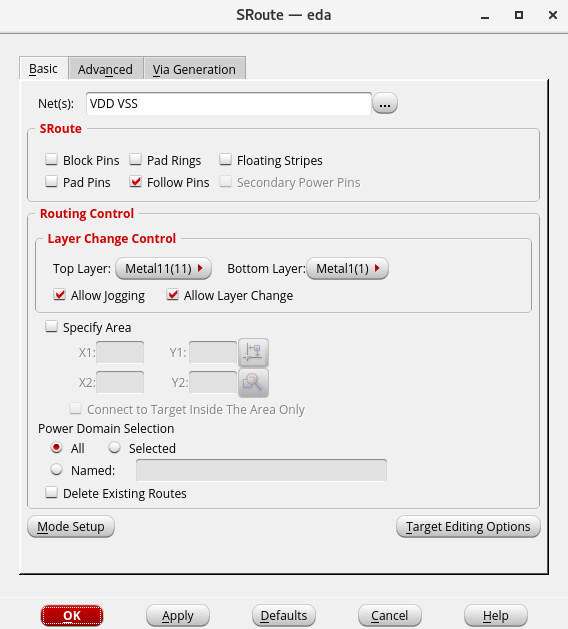 SRoute — eda
Basic Advanced Via Generation
Net(s): VDD VSS ...
SRoute
Block Pins Pad Rings Floating Stripes
Pad Pins Follow Pins Secondary Power Pins
Routing Control
Layer Change Control
Top Layer: Metal11(11) Bottom Layer: Metal1(1)
Allow Jogging Allow Layer Change
Specify Area
X1: Y1:
X2: Y2:
Connect to Target Inside The Area Only
Power Domain Selection
All Selected
Named:
Delete Existing Routes
Mode Setup Target Editing Options
OK Apply Defaults Cancel Help